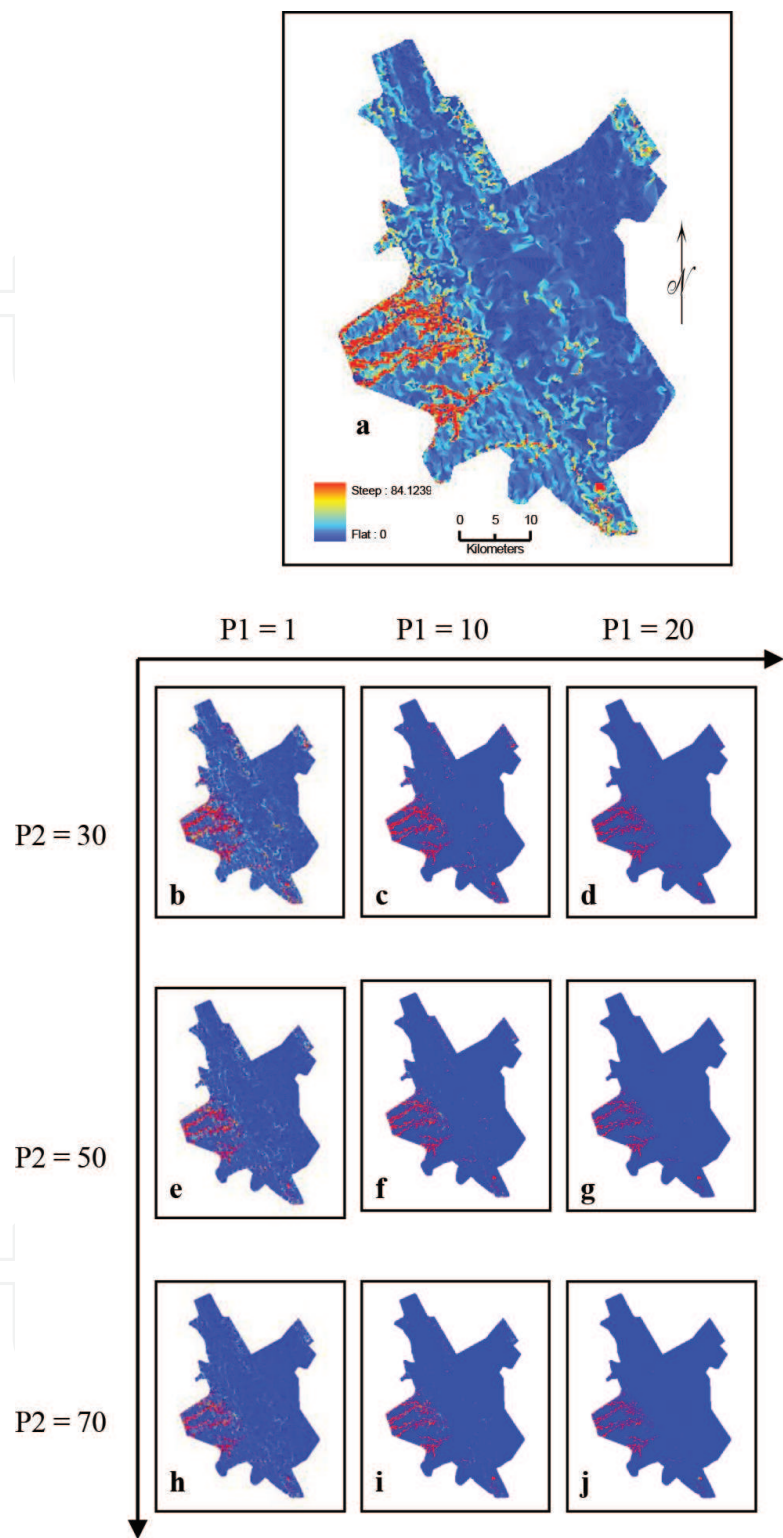 N
a
Steep : 84.1239
Flat : 0
0 5 10
Kilometers
P1 = 1 P1 = 10 P1 = 20
P2 = 30
b c d
P2 = 50
e f g
P2 = 70
h i j